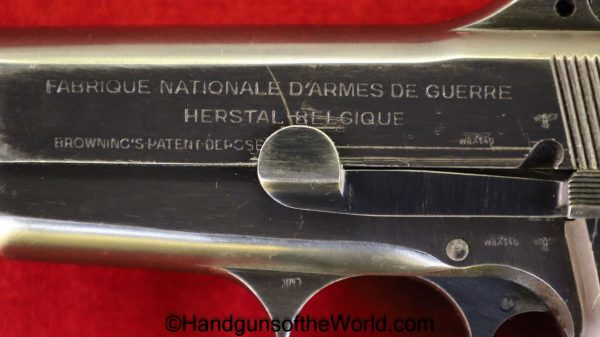 FABRIQUE NATIONALE D'ARMES DE GUERRE
HERSTAL BELGIQUE
BROWNING'S PATENT DEPOSE
WaA140
WaA140
©HandgunsoftheWorld.com